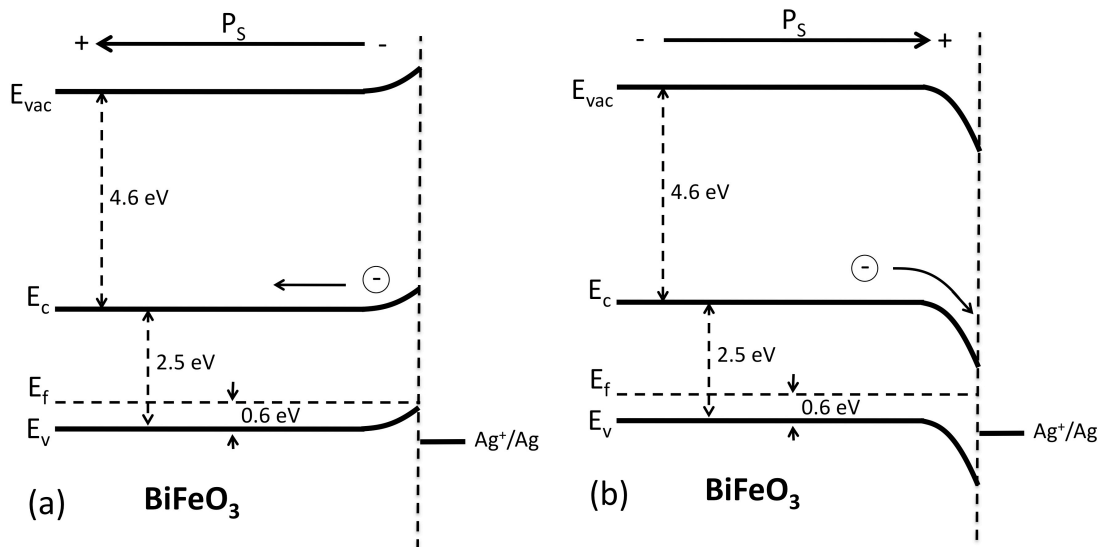 P_S
+ -
E_vac
4.6 eV
-
E_c
2.5 eV
E_f
0.6 eV
E_v
Ag⁺/Ag
(a) BiFeO₃
P_S
- +
E_vac
4.6 eV
-
E_c
2.5 eV
E_f
0.6 eV
E_v
Ag⁺/Ag
(b) BiFeO₃